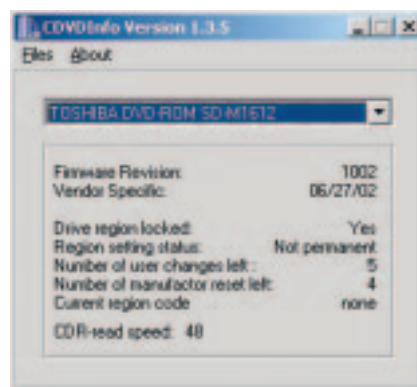 CDVDInfo Version 1.3.5
Files About
TOSHIBA DVD-ROM SD-M1612
Firmware Revision: 1002
Vendor Specific: 06/27/02
Drive region locked: Yes
Region setting status: Not permanent
Number of user changes left : 5
Number of manufactor reset left: 4
Current region code none
CDR-read speed: 48